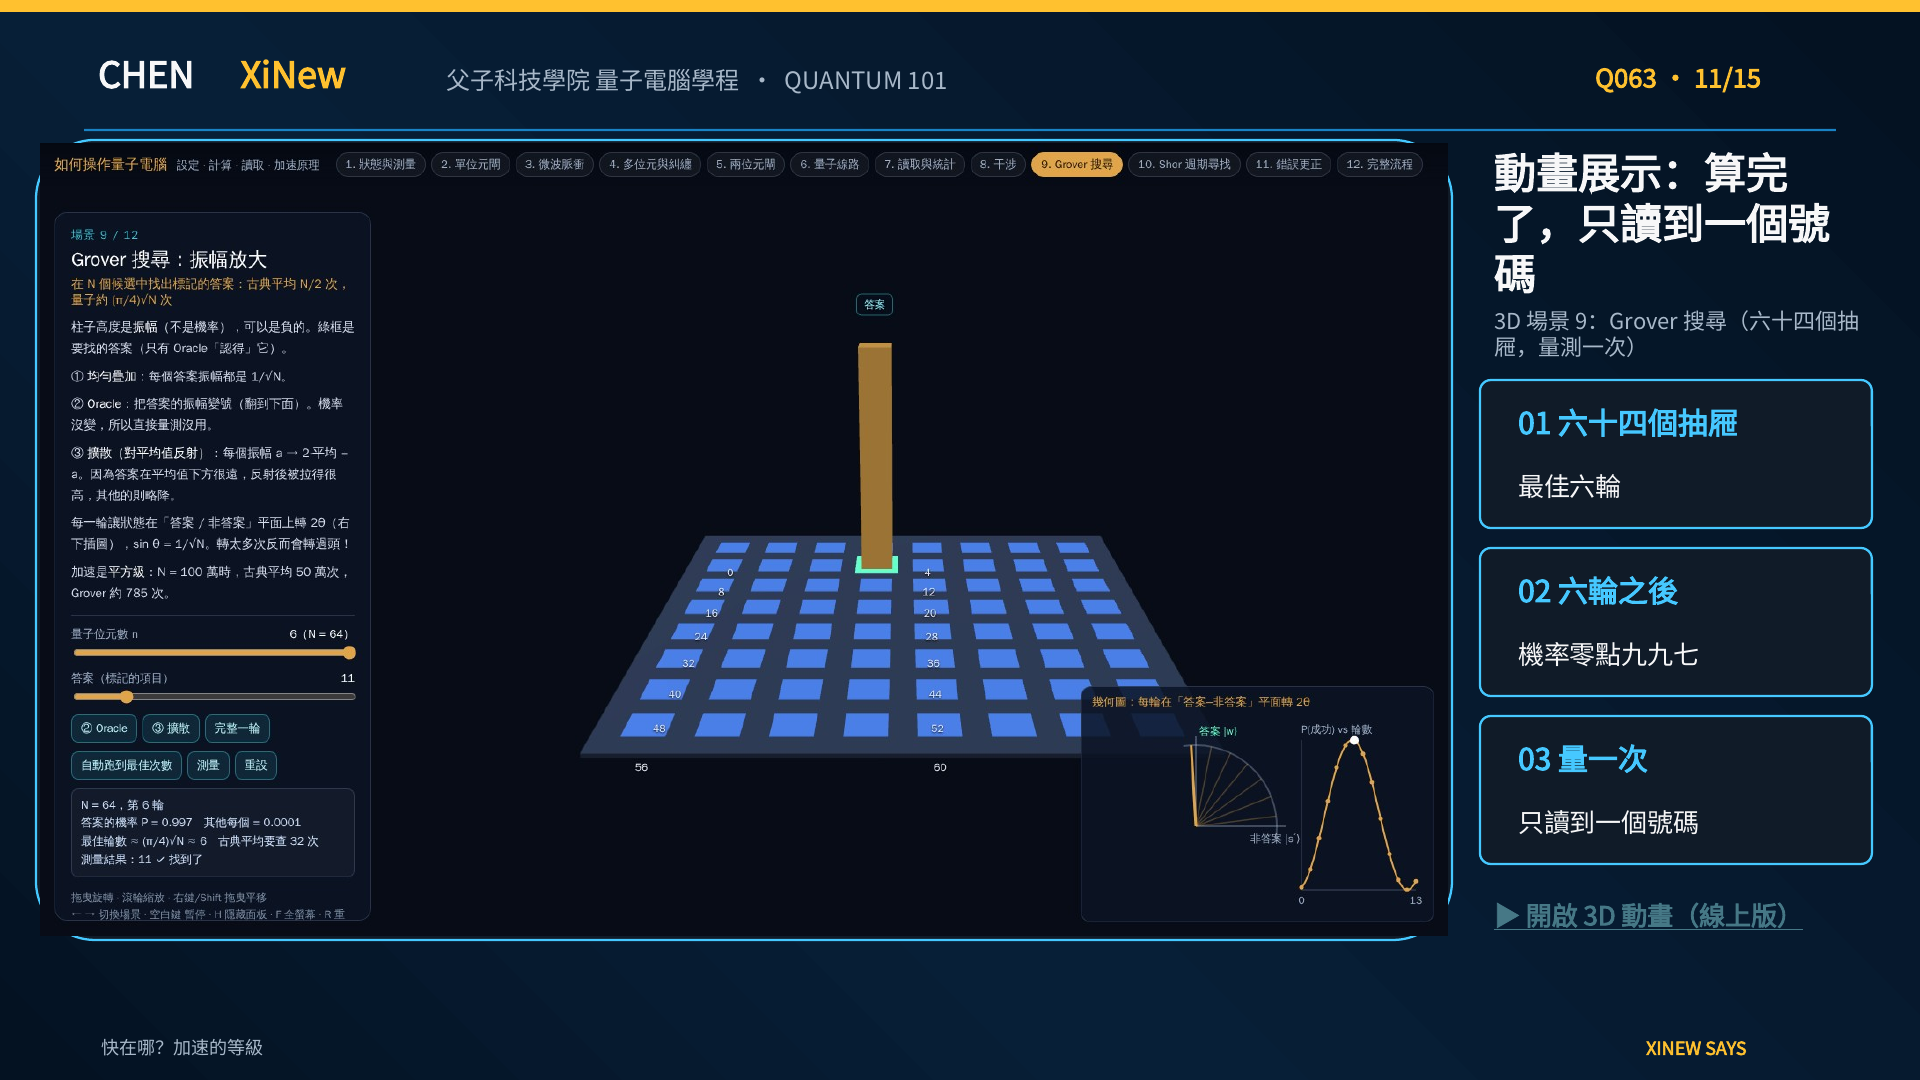 CHEN XiNew
父子科技學院 量子電腦學程 • QUANTUM 101
Q063 • 11/15
如何操作量子電腦 設定 · 計算 · 讀取 · 加速原理
1. 狀態與測量
2. 單位元閘
3. 微波脈衝
4. 多位元與糾纏
5. 兩位元閘
6. 量子線路
7. 讀取與統計
8. 干涉
9. Grover 搜尋
10. Shor 週期尋找
11. 錯誤更正
12. 完整流程
場景 9 / 12
Grover 搜尋：振幅放大
在 N 個候選中找出標記的答案：古典平均 N/2 次，
量子約 (π/4)√N 次
柱子高度是振幅（不是機率），可以是負的。綠框是
要找的答案（只有 Oracle「認得」它）。
① 均勻疊加：每個答案振幅都是 1/√N。
② Oracle：把答案的振幅變號（翻到下面）。機率
沒變，所以直接量測沒用。
③ 擴散（對平均值反射）：每個振幅 a → 2·平均 −
a。因為答案在平均值下方很遠，反射後被拉得很
高，其他的則略降。
每一輪讓狀態在「答案 / 非答案」平面上轉 2θ（右
下插圖），sin θ = 1/√N。轉太多次反而會轉過頭！
加速是平方級：N = 100 萬時，古典平均 50 萬次，
Grover 約 785 次。
量子位元數 n 6（N = 64）
答案（標記的項目） 11
② Oracle
③ 擴散
完整一輪
自動跑到最佳次數
測量
重設
N = 64，第 6 輪
答案的機率 P = 0.997 其他每個 = 0.0001
最佳輪數 ≈ (π/4)√N ≈ 6 古典平均要查 32 次
測量結果：11 ✓ 找到了
拖曳旋轉 · 滾輪縮放 · 右鍵/Shift 拖曳平移
← → 切換場景 · 空白鍵 暫停 · H 隱藏面板 · F 全螢幕 · R 重
答案
0 4
8 12
16 20
24 28
32 36
40 44
48 52
56 60
幾何圖：每輪在「答案–非答案」平面轉 2θ
答案 |w⟩
非答案 |s'⟩
P(成功) vs 輪數
0 13
動畫展示：算完
了，只讀到一個號
碼
3D 場景 9：Grover 搜尋（六十四個抽
屜，量測一次）
01 六十四個抽屜
最佳六輪
02 六輪之後
機率零點九九七
03 量一次
只讀到一個號碼
▶ 開啟 3D 動畫（線上版）
快在哪？加速的等級
XINEW SAYS